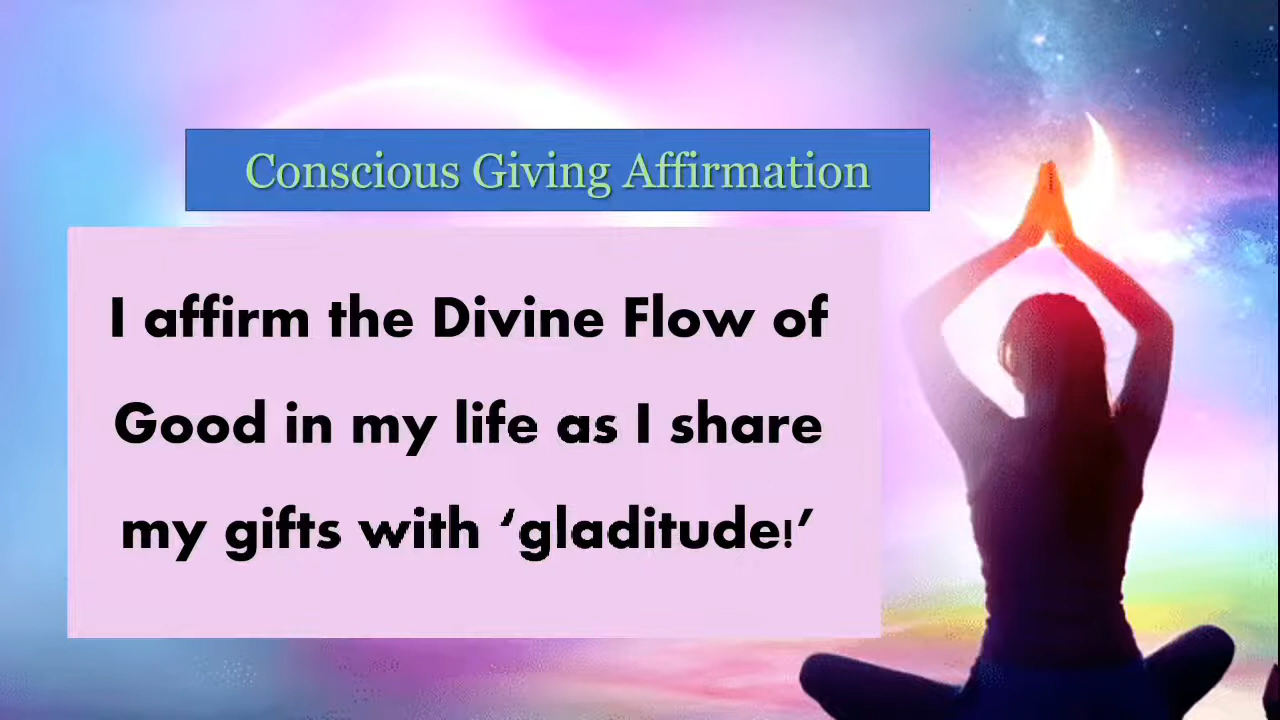 Conscious Giving Affirmation
I affirm the Divine Flow of
Good in my life as I share
my gifts with ‘gladitude!’